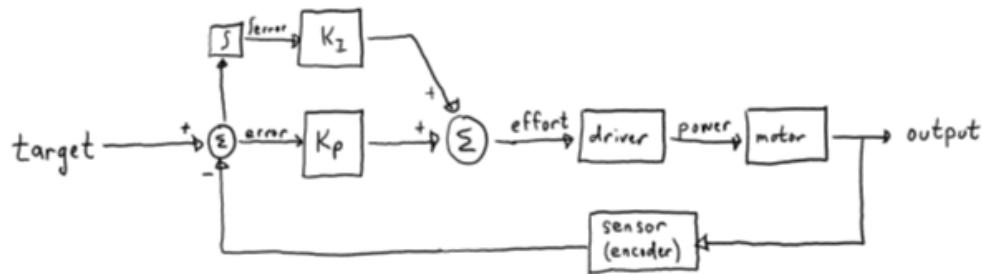 ∫
∫error
K_I
+
target
+
Σ
-
error
K_P
+
Σ
effort
driver
power
motor
output
sensor
(encoder)